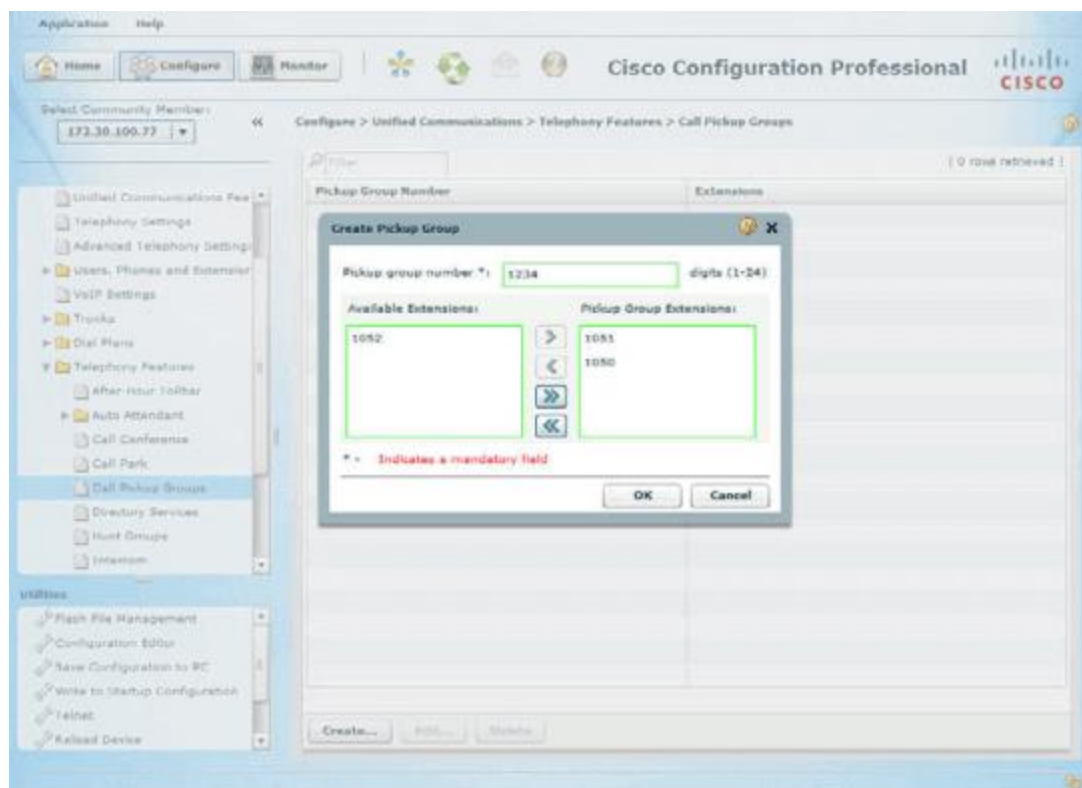 Application Help
Home Configure Monitor Cisco Configuration Professional CISCO
Select Community Member:
172.30.100.77
Configure > Unified Communications > Telephony Features > Call Pickup Groups
Filter
[ 0 rows retrieved ]
Pickup Group Number Extensions
Unified Communications Fea
Telephony Settings
Advanced Telephony Setting
Users, Phones and Extension
VoIP Settings
Trunks
Dial Plans
Telephony Features
After-Hour Tollbar
Auto Attendant
Call Conference
Call Park
Call Pickup Groups
Directory Services
Hunt Groups
Intercom
Create Pickup Group
Pickup group number *: 1234 digits (1-24)
Available Extensions: Pickup Group Extensions:
1052
1051
1050
> 
<
>>
<<
* - Indicates a mandatory field
OK Cancel
Utilities
Flash File Management
Configuration Editor
Save Configuration to PC
Write to Startup Configuration
Telnet
Reload Device
Create... Edit... Delete